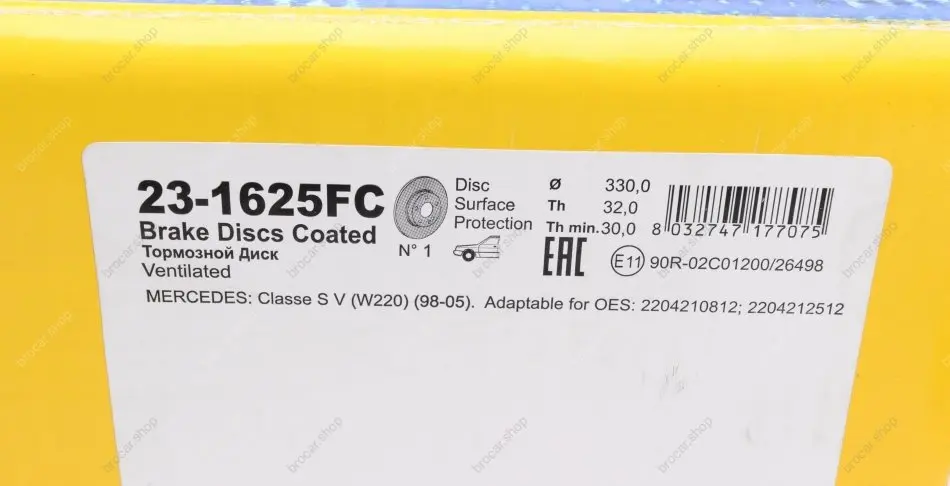 23-1625FC
Brake Discs Coated
Тормозной Диск
Ventilated
N° 1
Disc
Surface
Protection
Ø 330,0
Th 32,0
Th min.30,0
8 032747 177075
EAC
E11 90R-02C01200/26498
MERCEDES: Classe S V (W220) (98-05). Adaptable for OES: 2204210812; 2204212512
brocar.shop